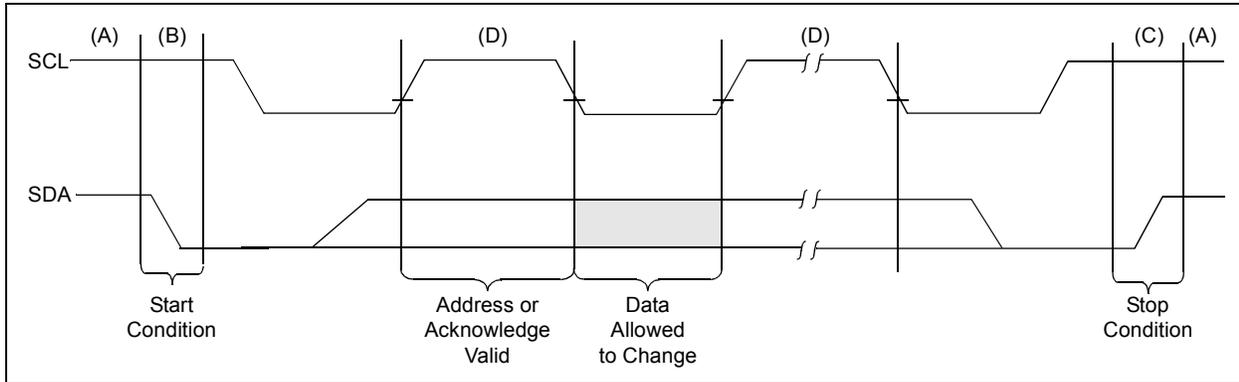 (A) (B) (D) (D) (C) (A)
SCL
SDA
Start
Condition
Address or
Acknowledge
Valid
Data
Allowed
to Change
Stop
Condition